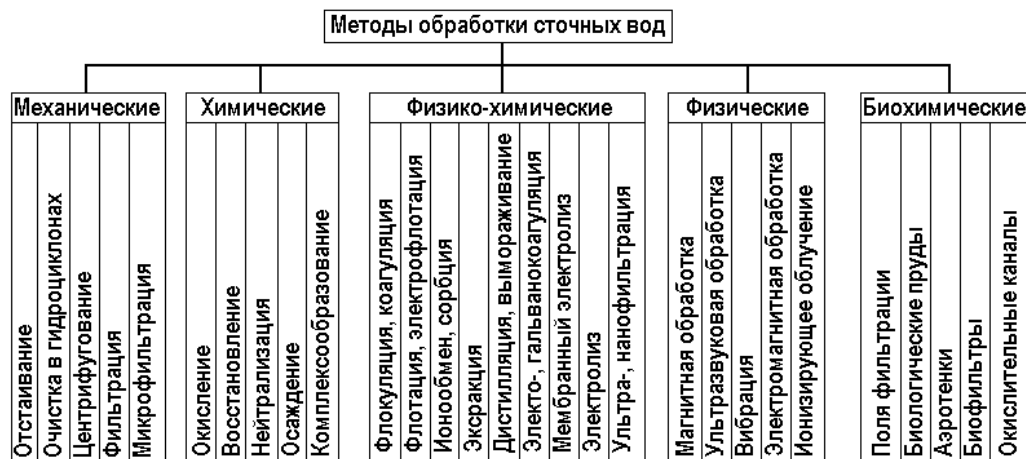 Методы обработки сточных вод
Механические
Отстаивание
Очистка в гидроциклонах
Центрифугование
Фильтрация
Микрофильтрация
Химические
Окисление
Восстановление
Нейтрализация
Осаждение
Комплексообразование
Физико-химические
Флокуляция, коагуляция
Флотация, электрофлотация
Ионообмен, сорбция
Эксракция
Дистилляция, вымораживание
Электо-, гальванокоагуляция
Мембранный электролиз
Электролиз
Ультра-, нанофильтрация
Физические
Магнитная обработка
Ультразвуковая обработка
Вибрация
Электромагнитная обработка
Ионизирующее облучение
Биохимические
Поля фильтрации
Биологические пруды
Аэротенки
Биофильтры
Окислительные каналы